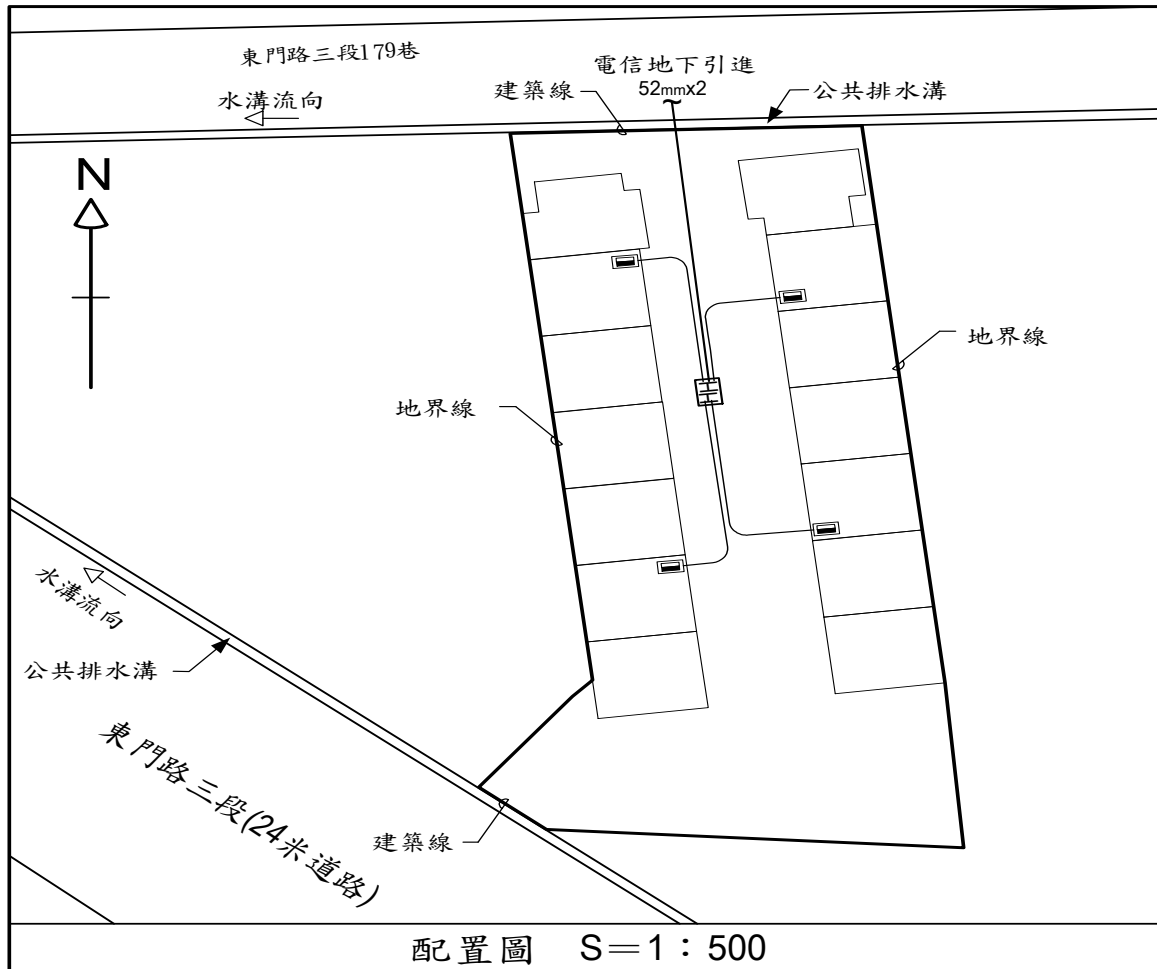 東門路三段179巷
電信地下引進
52mmx2
水溝流向
建築線
公共排水溝
N
地界線
地界線
水溝流向
公共排水溝
東門路三段(24米道路)
建築線
配置圖 S＝1：500